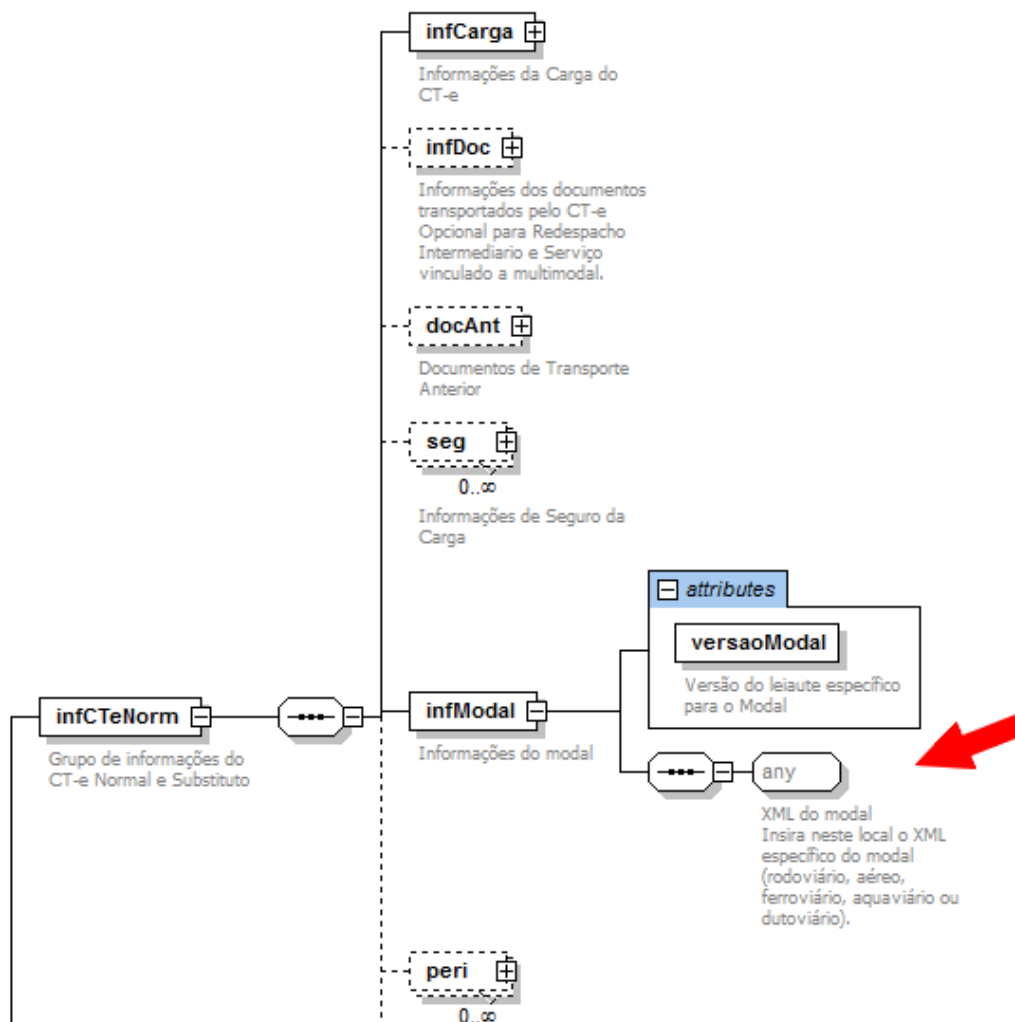 infCarga
Informações da Carga do
CT-e
infDoc
Informações dos documentos
transportados pelo CT-e
Opcional para Redespacho
Intermediario e Serviço
vinculado a multimodal.
docAnt
Documentos de Transporte
Anterior
seg
0..∞
Informações de Seguro da
Carga
attributes
versaoModal
Versão do leiaute específico
para o Modal
infCTeNorm
Grupo de informações do
CT-e Normal e Substituto
infModal
Informações do modal
any
XML do modal
Insira neste local o XML
específico do modal
(rodoviário, aéreo,
ferroviário, aquaviário ou
dutoviário).
peri
0..∞